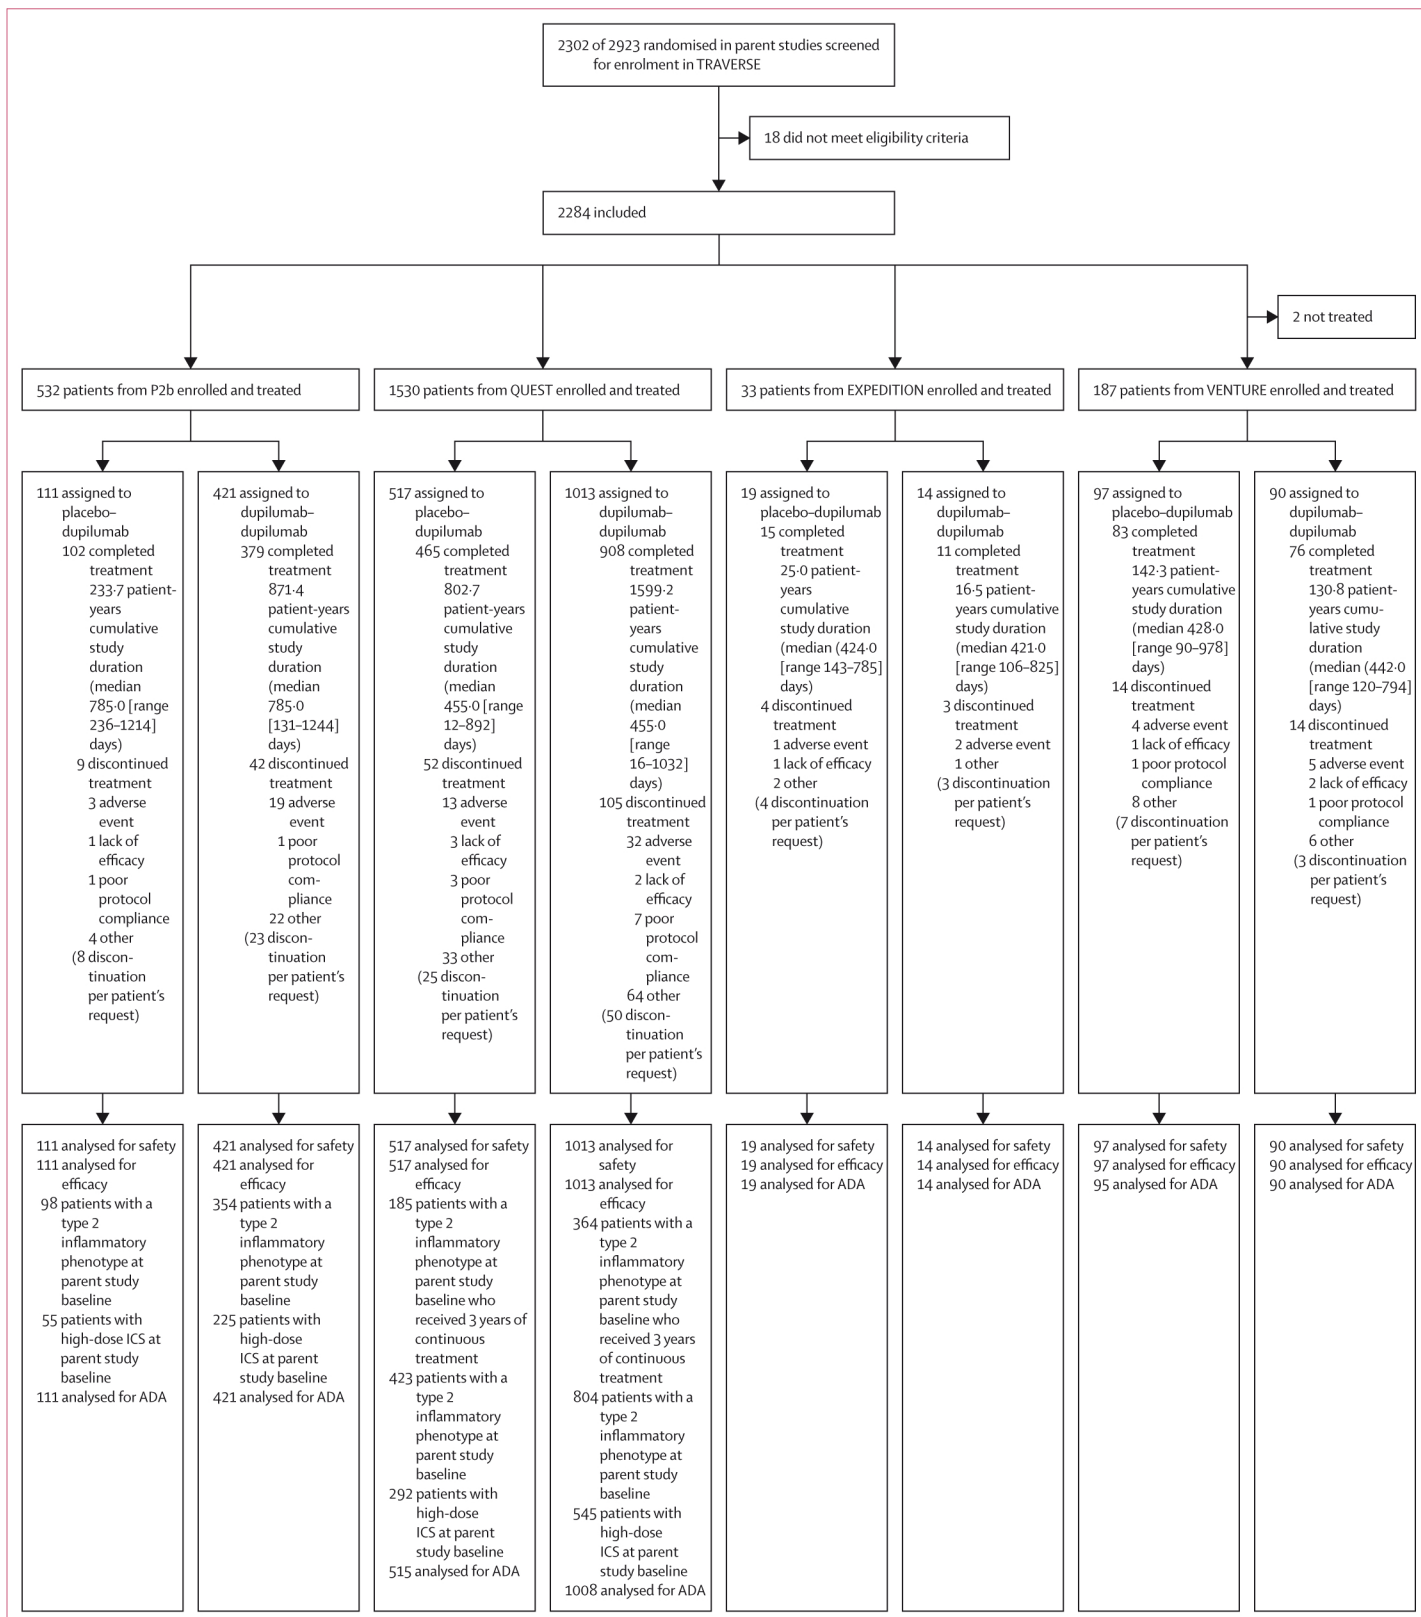 2302 of 2923 randomised in parent studies screened
for enrolment in TRAVERSE
18 did not meet eligibility criteria
2284 included
2 not treated
532 patients from P2b enrolled and treated
1530 patients from QUEST enrolled and treated
33 patients from EXPEDITION enrolled and treated
187 patients from VENTURE enrolled and treated
111 assigned to
placebo–
dupilumab
102 completed
treatment
233·7 patient-
years
cumulative
study
duration
(median
785·0 [range
236–1214]
days)
9 discontinued
treatment
3 adverse
event
1 lack of
efficacy
1 poor
protocol
compliance
4 other
(8 discon-
tinuation
per patient’s
request)
421 assigned to
dupilumab–
dupilumab
379 completed
treatment
871·4
patient-years
cumulative
study
duration
(median
785·0
[131–1244]
days)
42 discontinued
treatment
19 adverse
event
1 poor
protocol
com-
pliance
22 other
(23 discon-
tinuation
per patient’s
request)
517 assigned to
placebo–
dupilumab
465 completed
treatment
802·7
patient-years
cumulative
study
duration
(median
455·0 [range
12–892]
days)
52 discontinued
treatment
13 adverse
event
3 lack of
efficacy
3 poor
protocol
com-
pliance
33 other
(25 discon-
tinuation
per patient’s
request)
1013 assigned to
dupilumab–
dupilumab
908 completed
treatment
1599·2
patient-
years
cumulative
study
duration
(median
455·0
[range
16–1032]
days)
105 discontinued
treatment
32 adverse
event
2 lack of
efficacy
7 poor
protocol
com-
pliance
64 other
(50 discon-
tinuation
per patient’s
request)
19 assigned to
placebo–dupilumab
15 completed
treatment
25·0 patient-
years
cumulative
study duration
(median (424·0
[range 143–785]
days)
4 discontinued
treatment
1 adverse event
1 lack of efficacy
2 other
(4 discontinuation
per patient’s
request)
14 assigned to
dupilumab–
dupilumab
11 completed
treatment
16·5 patient-
years cumulative
study duration
(median 421·0
[range 106–825]
days)
3 discontinued
treatment
2 adverse event
1 other
(3 discontinuation
per patient’s
request)
97 assigned to
placebo–dupilumab
83 completed
treatment
142·3 patient-
years cumulative
study duration
(median 428·0
[range 90–978]
days)
14 discontinued
treatment
4 adverse event
1 lack of efficacy
1 poor protocol
compliance
8 other
(7 discontinuation
per patient’s
request)
90 assigned to
dupilumab–
dupilumab
76 completed
treatment
130·8 patient-
years cumu-
lative study
duration
(median (442·0
[range 120–794]
days)
14 discontinued
treatment
5 adverse event
2 lack of efficacy
1 poor protocol
compliance
6 other
(3 discontinuation
per patient’s
request)
111 analysed for safety
111 analysed for
efficacy
98 patients with a
type 2
inflammatory
phenotype at
parent study
baseline
55 patients with
high-dose ICS at
parent study
baseline
111 analysed for ADA
421 analysed for safety
421 analysed for
efficacy
354 patients with a
type 2
inflammatory
phenotype at
parent study
baseline
225 patients with
high-dose
ICS at parent
study baseline
421 analysed for ADA
517 analysed for safety
517 analysed for
efficacy
185 patients with a
type 2
inflammatory
phenotype at
parent study
baseline who
received 3 years of
continuous
treatment
423 patients with a
type 2
inflammatory
phenotype at
parent study
baseline
292 patients with
high-dose
ICS at parent
study baseline
515 analysed for ADA
1013 analysed for
safety
1013 analysed for
efficacy
364 patients with a
type 2
inflammatory
phenotype at
parent study
baseline who
received 3 years
of continuous
treatment
804 patients with a
type 2
inflammatory
phenotype at
parent study
baseline
545 patients with
high-dose
ICS at parent
study baseline
1008 analysed for ADA
19 analysed for safety
19 analysed for efficacy
19 analysed for ADA
14 analysed for safety
14 analysed for efficacy
14 analysed for ADA
97 analysed for safety
97 analysed for efficacy
95 analysed for ADA
90 analysed for safety
90 analysed for efficacy
90 analysed for ADA